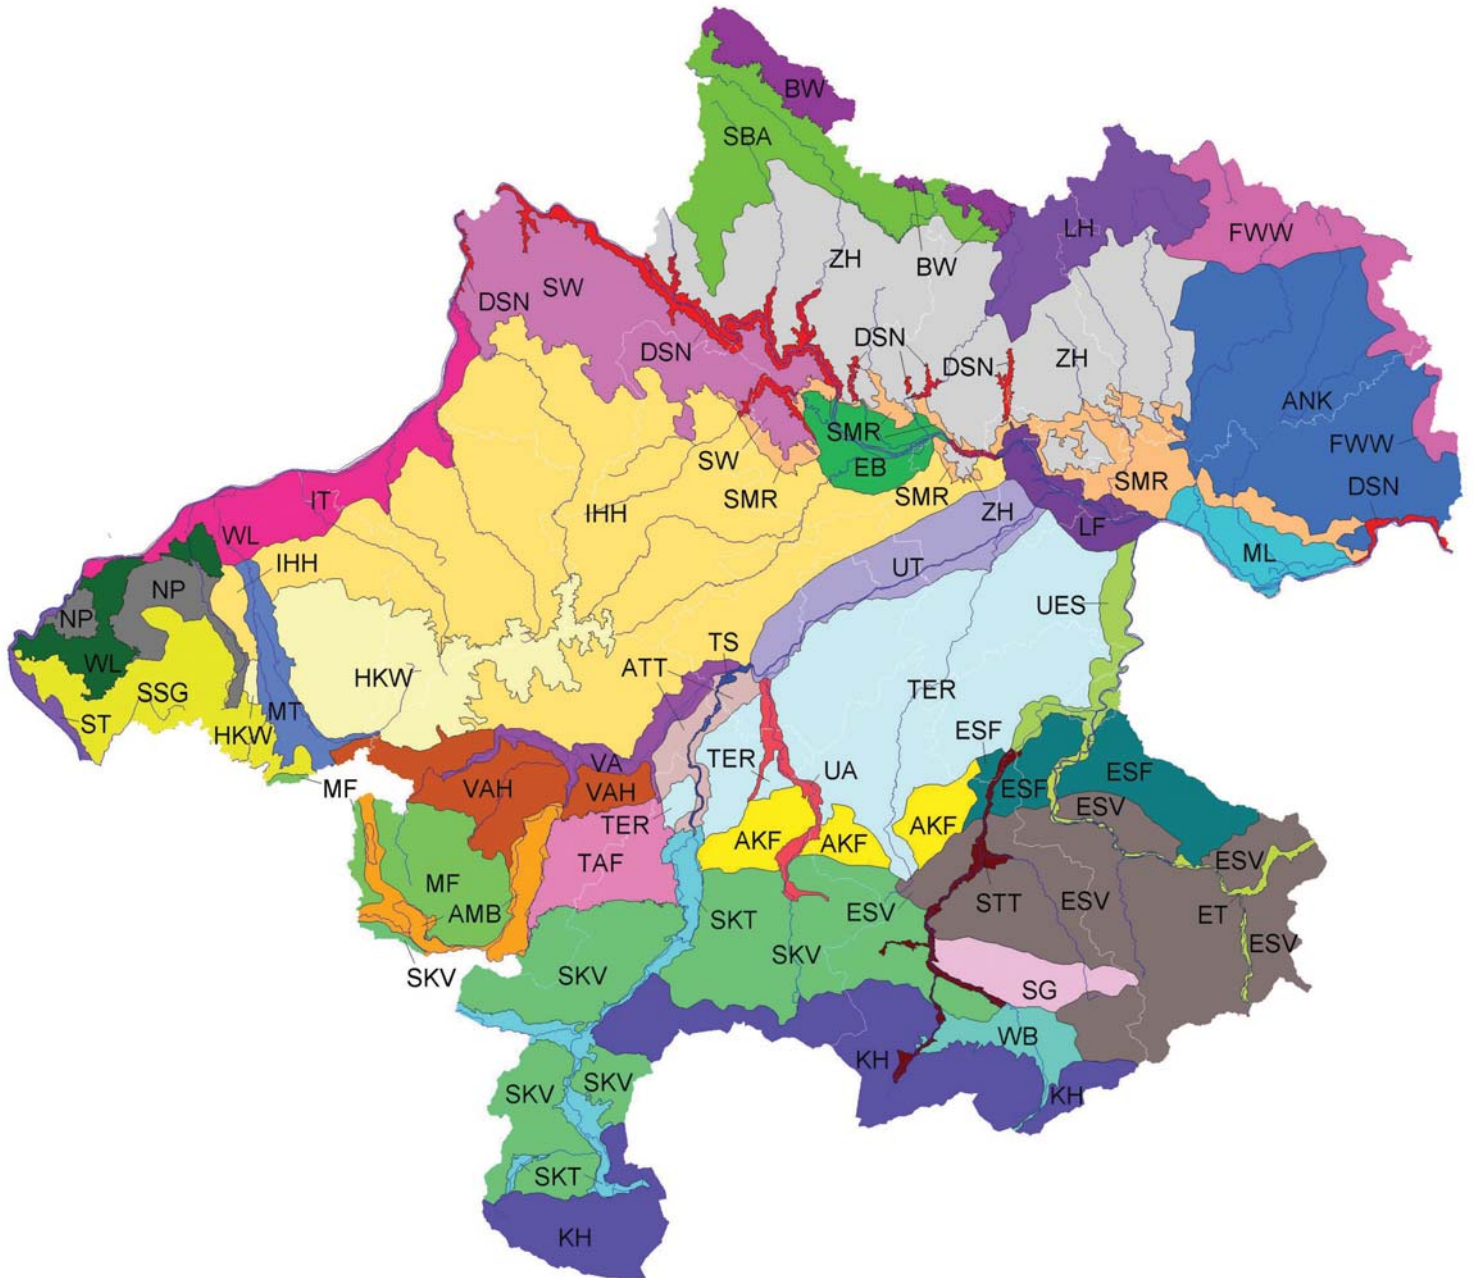 BW
SBA
LH
FWW
ZH
BW
SW
DSN
DSN
DSN
DSN
ZH
ANK
SMR
FWW
SW
EB
SMR
SMR
SMR
DSN
IT
IHH
ZH
LF
WL
ML
IHH
UT
NP
NP
UES
TS
WL
ATT
SSG
HKW
TER
MT
ST
HKW
ESF
VA
TER
UA
ESF
ESF
MF
VAH
VAH
ESV
TER
AKF
AKF
AKF
ESV
TAF
MF
STT
ESV
AMB
SKT
ESV
ET
ESV
SKV
SKV
SKV
SG
WB
KH
SKV
SKV
KH
SKT
KH